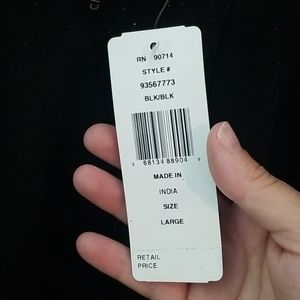 RN 90714
STYLE #
93567773
BLK/BLK
88134 88904
MADE IN
INDIA
SIZE
LARGE
RETAIL
PRICE